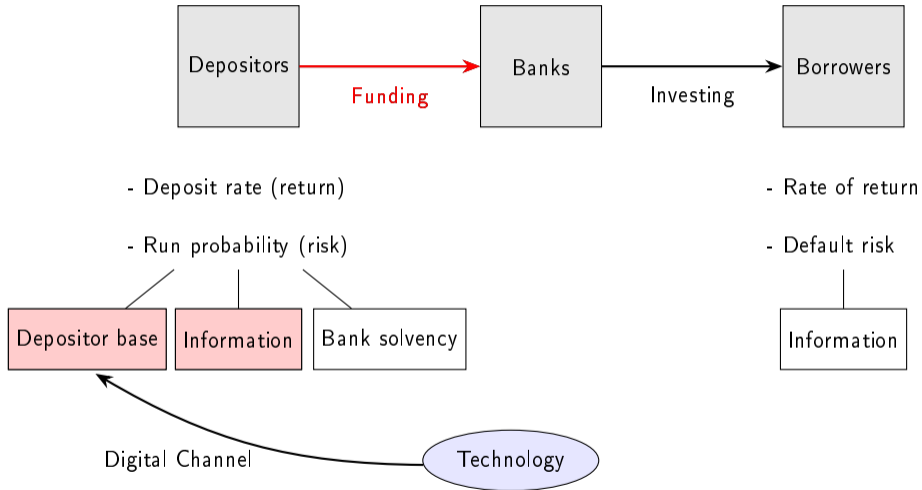 Depositors
Banks
Borrowers
Funding
Investing
- Deposit rate (return)
- Rate of return
- Run probability (risk)
- Default risk
Depositor base
Information
Bank solvency
Information
Digital Channel
Technology